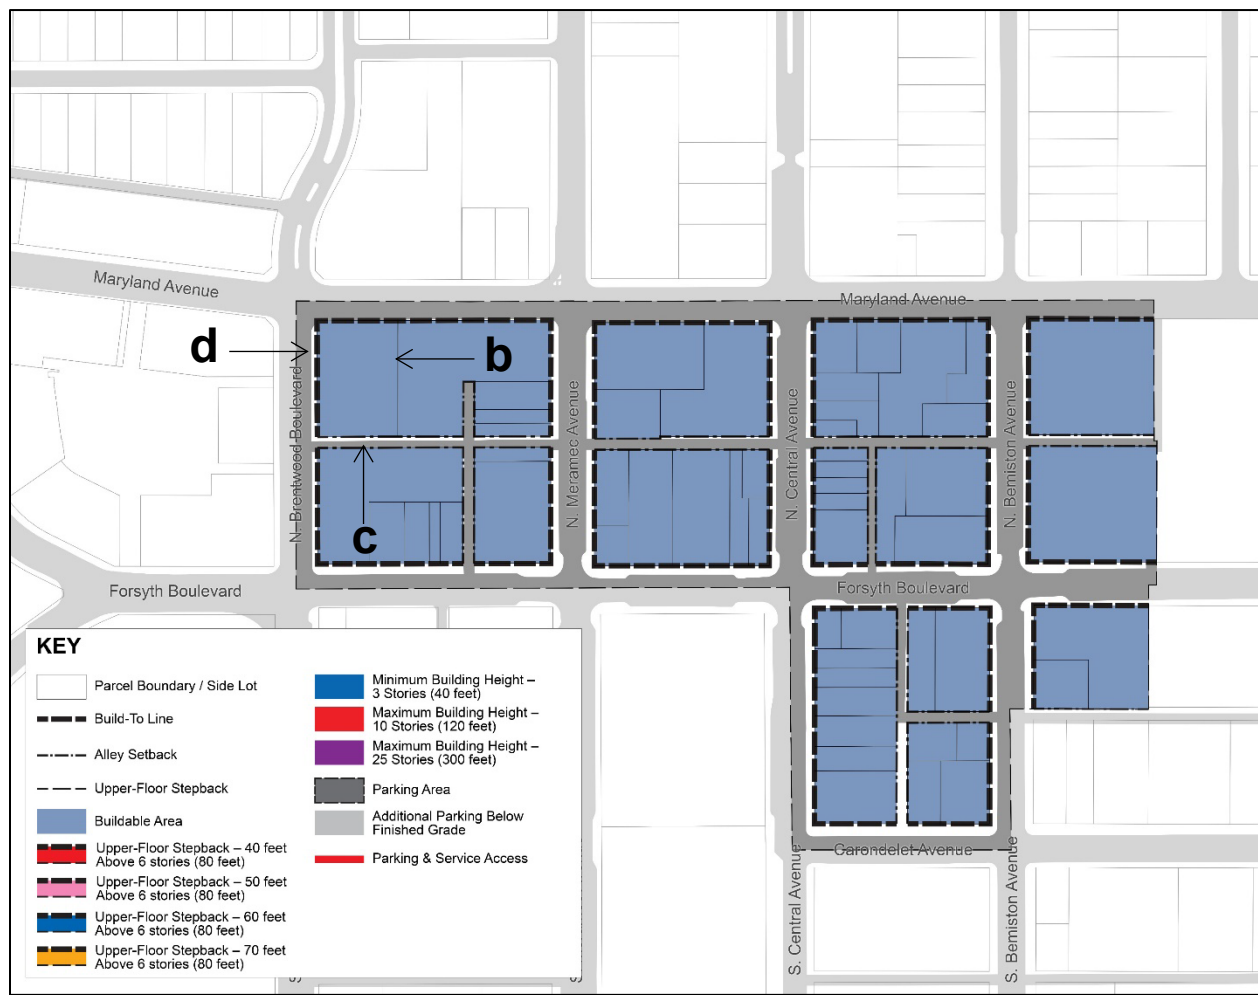 Maryland Avenue
Maryland Avenue
d
b
c
N. Brentwood Boulevard
N. Meramec Avenue
N. Central Avenue
N. Bemiston Avenue
Forsyth Boulevard
Forsyth Boulevard
Carondelet Avenue
S. Central Avenue
S. Bemiston Avenue
KEY
Parcel Boundary / Side Lot
Build-To Line
Alley Setback
Upper-Floor Stepback
Buildable Area
Upper-Floor Stepback – 40 feet
Above 6 stories (80 feet)
Upper-Floor Stepback – 50 feet
Above 6 stories (80 feet)
Upper-Floor Stepback – 60 feet
Above 6 stories (80 feet)
Upper-Floor Stepback – 70 feet
Above 6 stories (80 feet)
Minimum Building Height –
3 Stories (40 feet)
Maximum Building Height –
10 Stories (120 feet)
Maximum Building Height –
25 Stories (300 feet)
Parking Area
Additional Parking Below
Finished Grade
Parking & Service Access